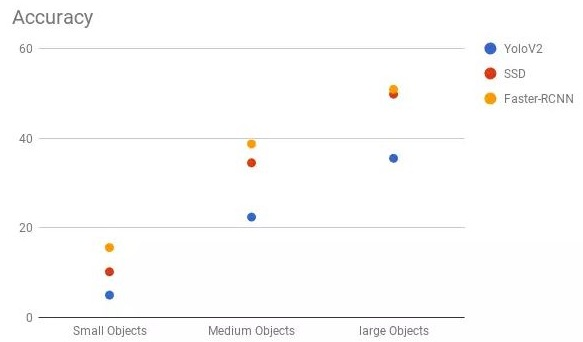 Accuracy
60
40
20
0
Small Objects
Medium Objects
large Objects
YoloV2
SSD
Faster-RCNN